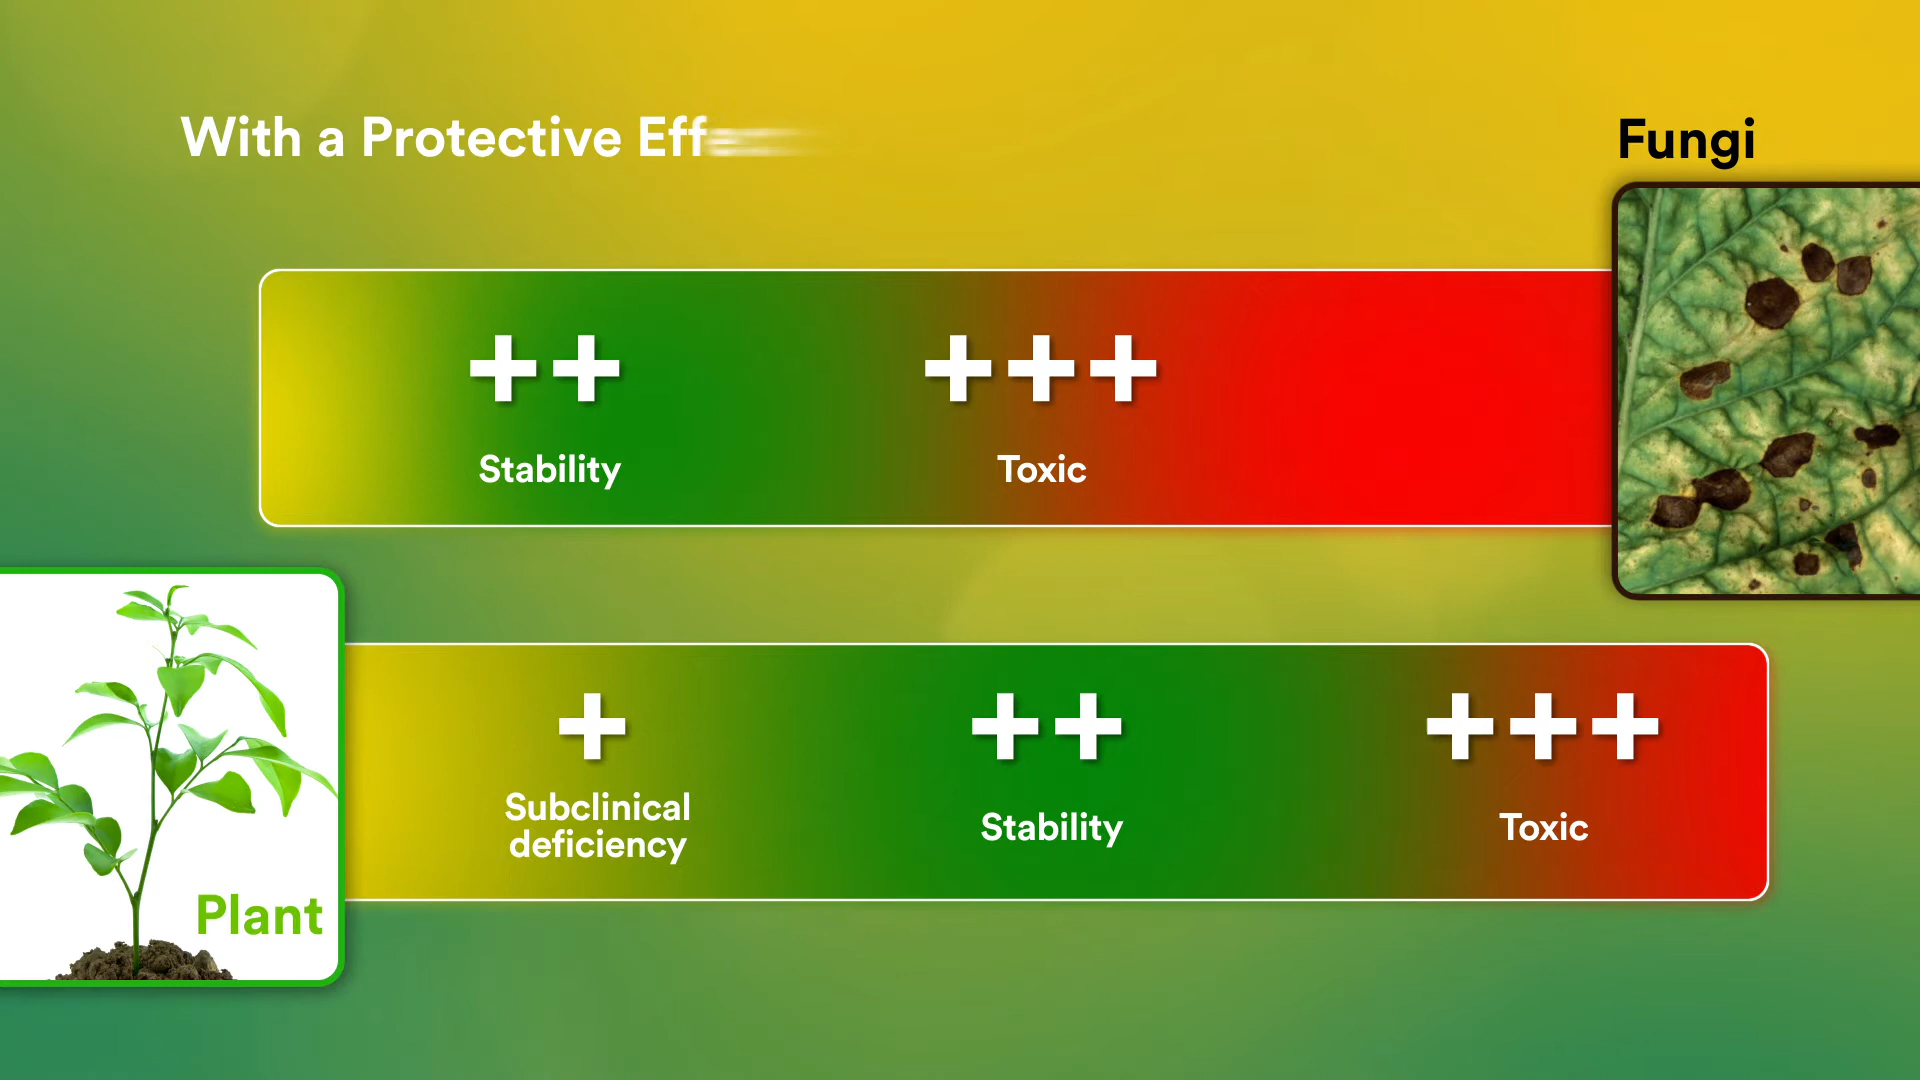 With a Protective Eff
Fungi
++ +++
Stability Toxic
+ ++ +++
Subclinical
deficiency
Stability Toxic
Plant